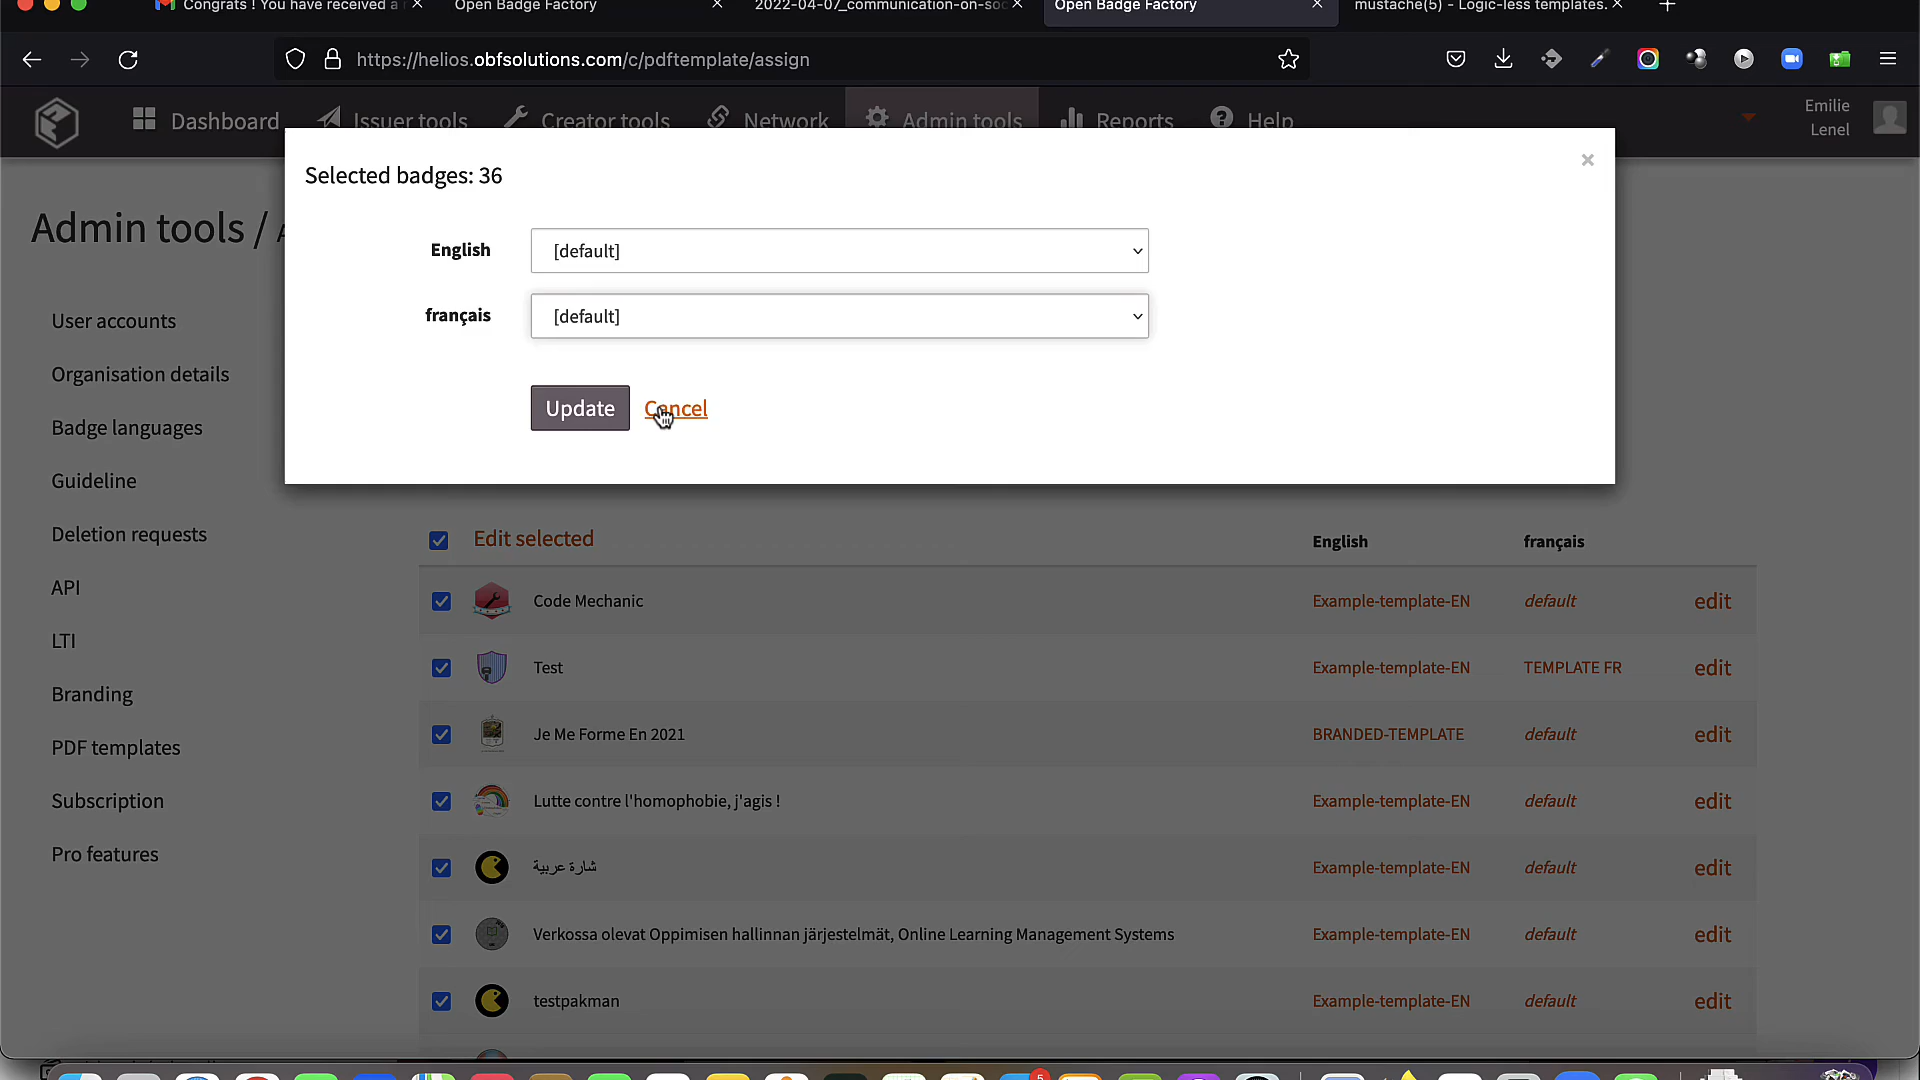 Congrats ! You have received a
Open Badge Factory
2022-04-07_communication-on-soc
Open Badge Factory
mustache(5) - Logic-less templates.
https://helios.obfsolutions.com/c/pdftemplate/assign
Dashboard
Issuer tools
Creator tools
Network
Admin tools
Reports
Help
Emilie
Lenel
Selected badges: 36
English
[default]
français
[default]
Update
Cancel
Admin tools /
User accounts
Organisation details
Badge languages
Guideline
Deletion requests
API
LTI
Branding
PDF templates
Subscription
Pro features
Edit selected
English
français
Code Mechanic
Example-template-EN
default
edit
Test
Example-template-EN
TEMPLATE FR
edit
Je Me Forme En 2021
BRANDED-TEMPLATE
default
edit
Lutte contre l'homophobie, j'agis !
Example-template-EN
default
edit
شارة عربية
Example-template-EN
default
edit
Verkossa olevat Oppimisen hallinnan järjestelmät, Online Learning Management Systems
Example-template-EN
default
edit
testpakman
Example-template-EN
default
edit
5